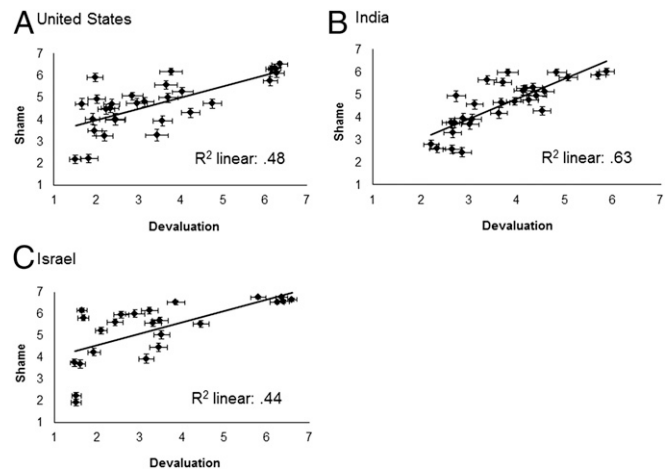 A United States
7
6
5
4
3
2
1
Shame
1 2 3 4 5 6 7
Devaluation
R² linear: .48
B India
7
6
5
4
3
2
1
Shame
1 2 3 4 5 6 7
Devaluation
R² linear: .63
C Israel
7
6
5
4
3
2
1
Shame
1 2 3 4 5 6 7
Devaluation
R² linear: .44